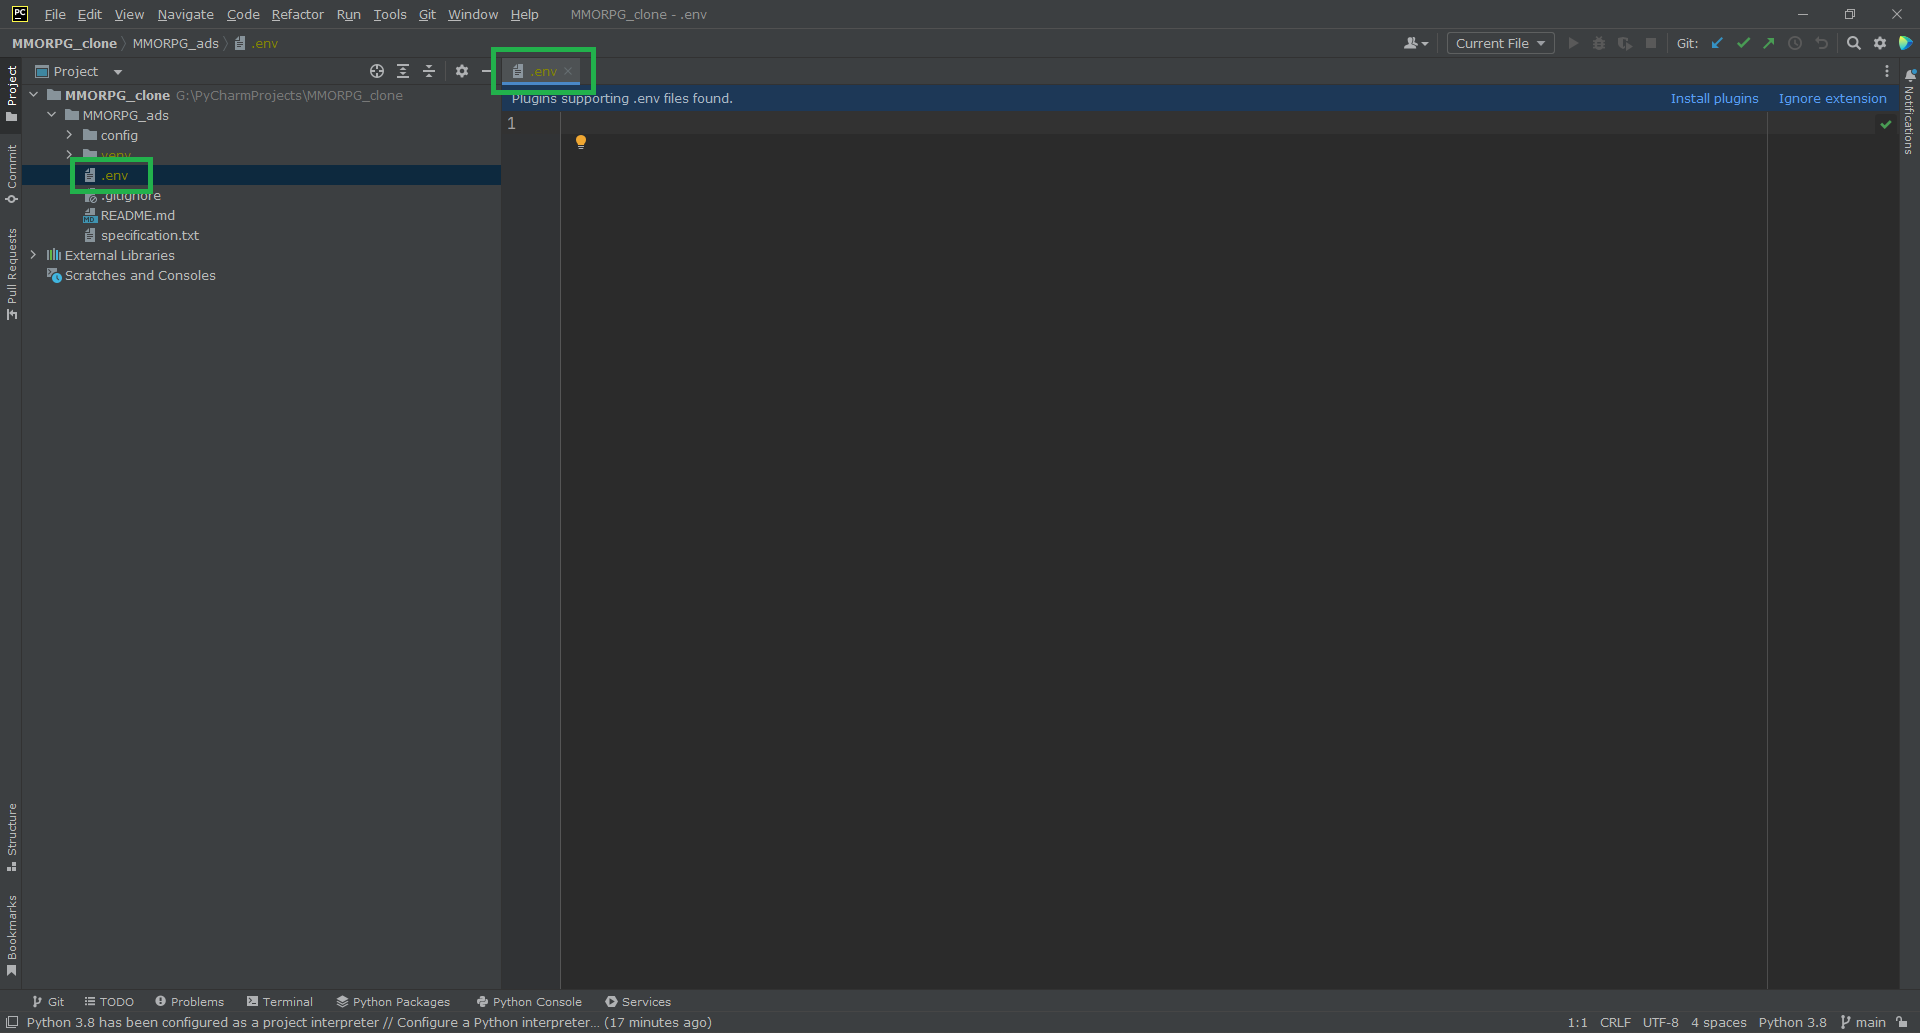 PC File Edit View Navigate Code Refactor Run Tools Git Window Help MMORPG_clone - .env
MMORPG_clone MMORPG_ads .env Current File Git:
Project .env
MMORPG_clone G:\PyCharmProjects\MMORPG_clone
Plugins supporting .env files found. Install plugins Ignore extension
MMORPG_ads
1
config
venv
.env
.gitignore
README.md
specification.txt
External Libraries
Scratches and Consoles
Project
Commit
Pull Requests
Structure
Bookmarks
Notifications
Git TODO Problems Terminal Python Packages Python Console Services
Python 3.8 has been configured as a project interpreter // Configure a Python interpreter... (17 minutes ago) 1:1 CRLF UTF-8 4 spaces Python 3.8 main